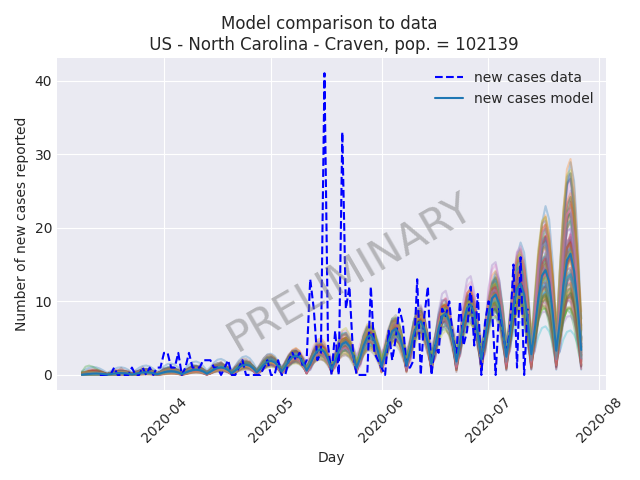 Model comparison to data
US - North Carolina - Craven, pop. = 102139
Number of new cases reported
40
30
20
10
0
new cases data
new cases model
PRELIMINARY
2020-04
2020-05
2020-06
2020-07
2020-08
Day